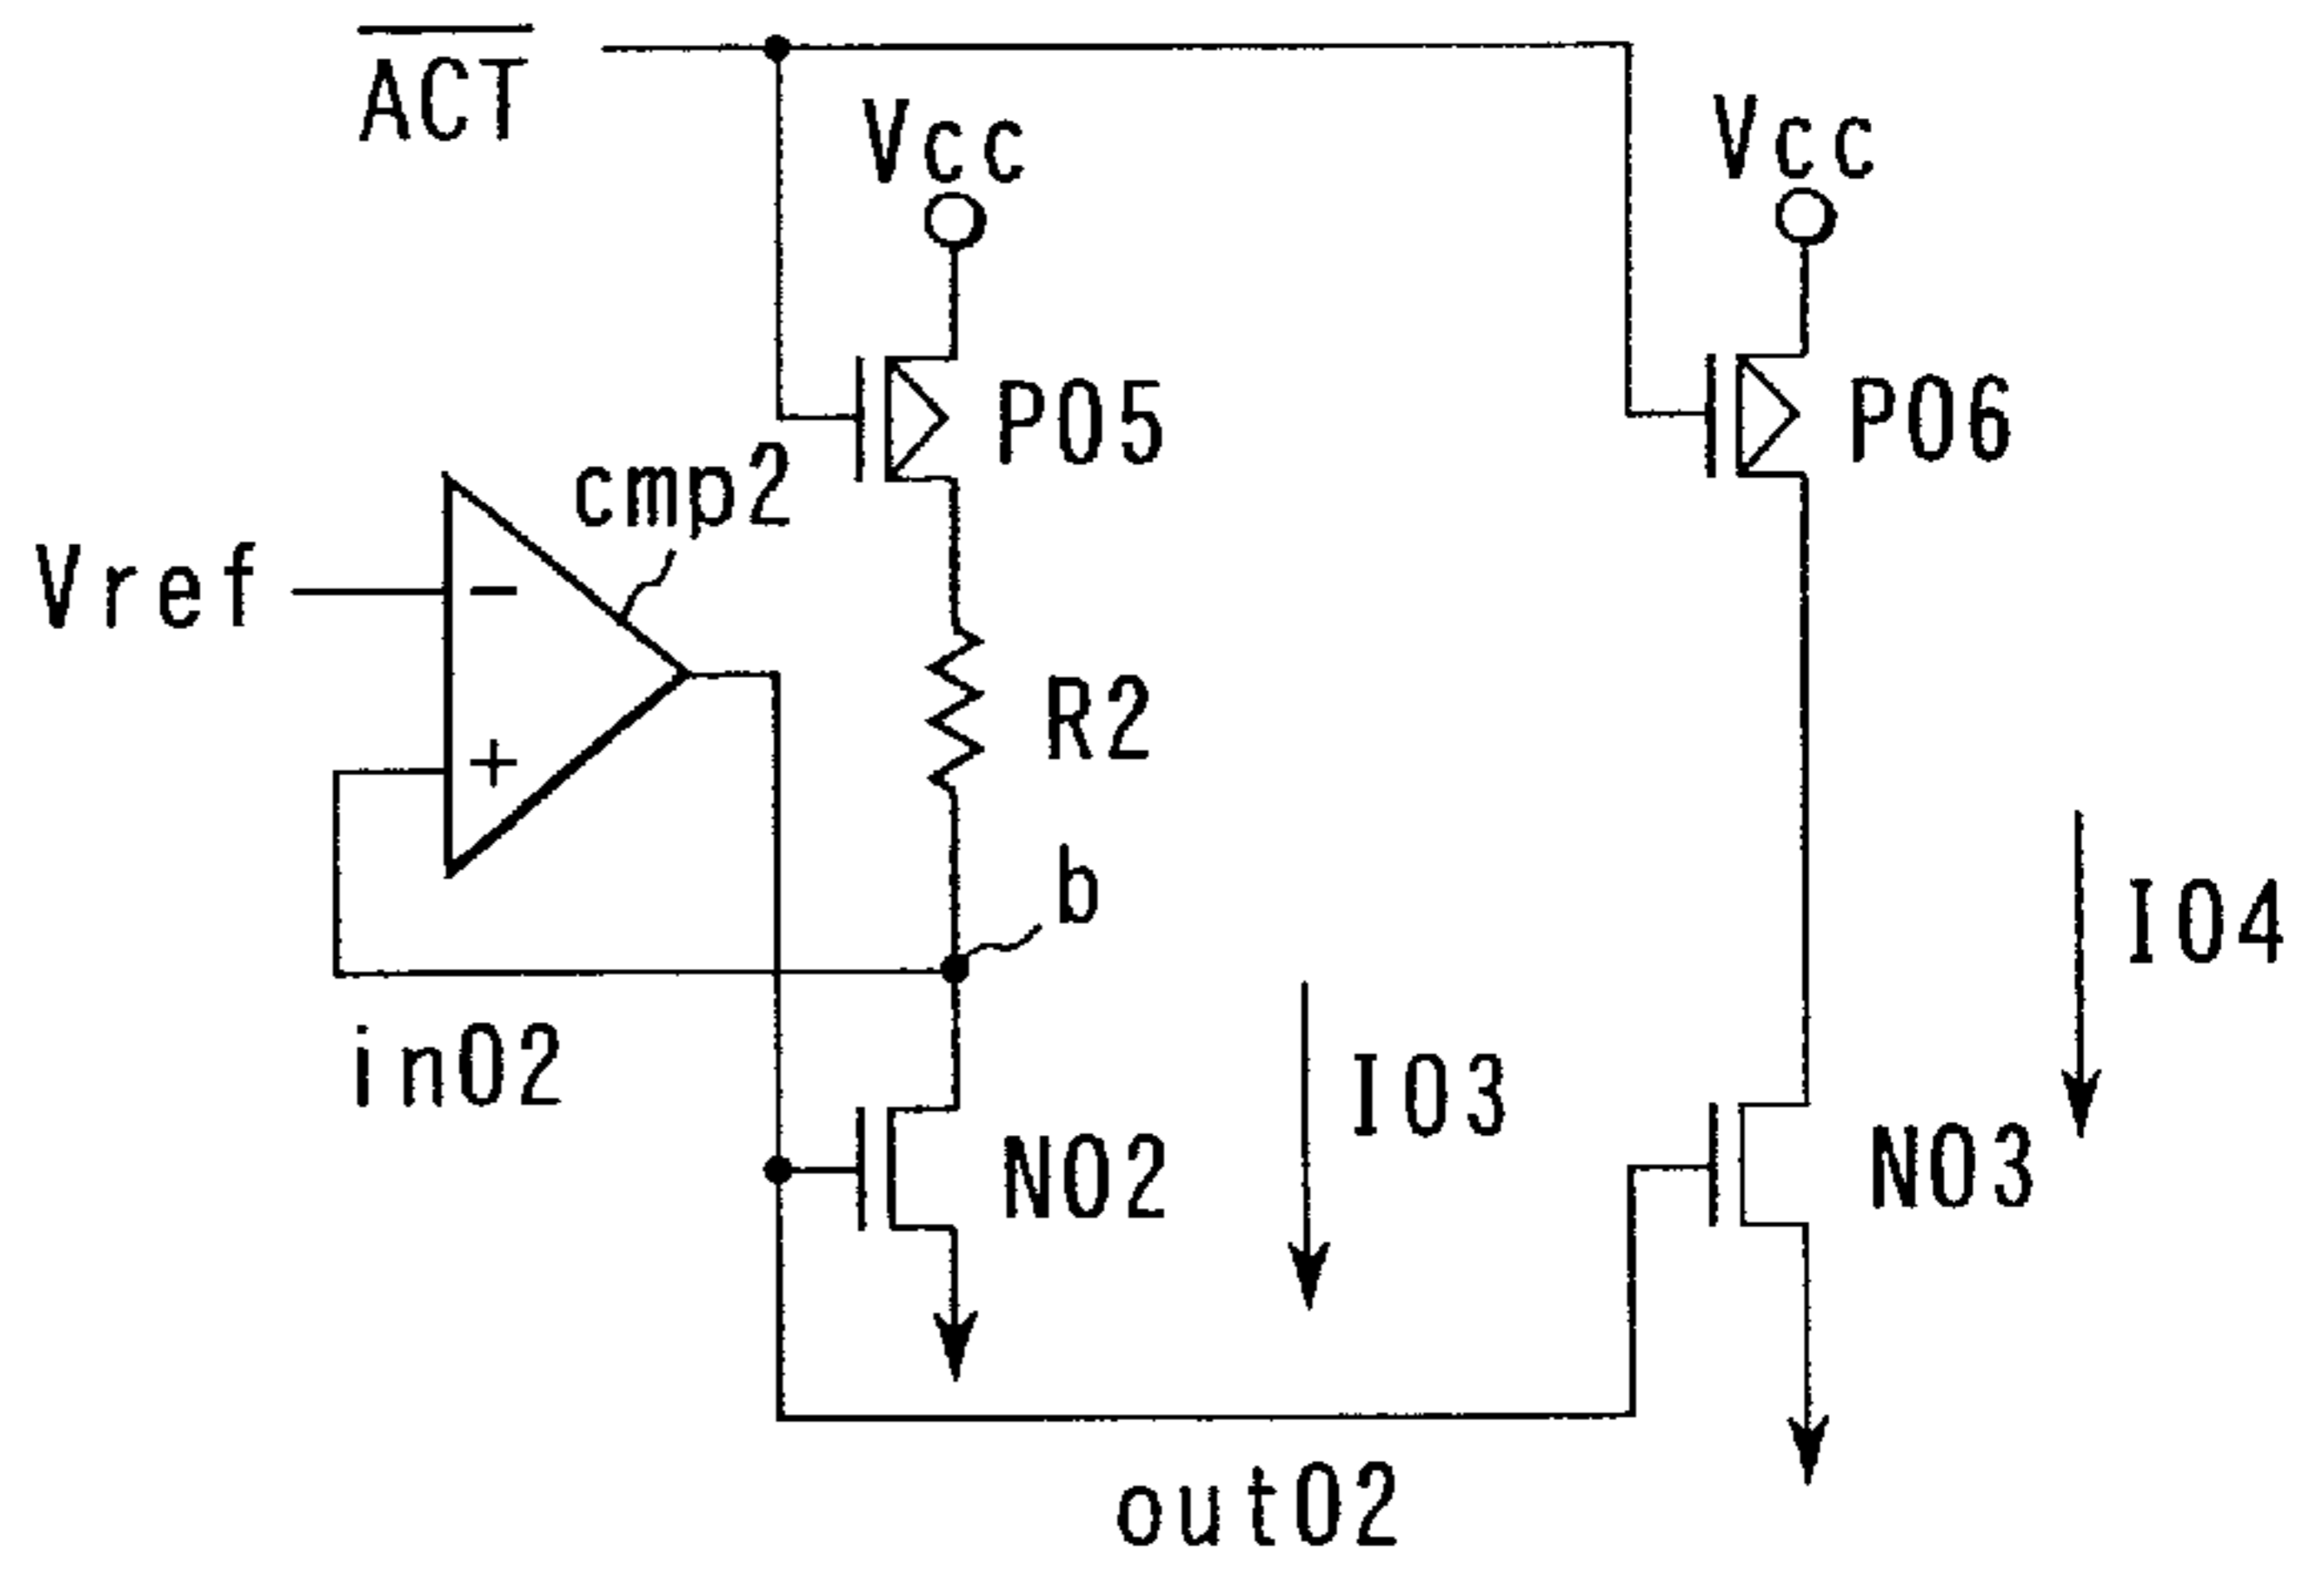 ACT
Vcc
Vcc
P05
P06
cmp2
Vref
−
+
R2
b
I04
in02
I03
N02
N03
out02